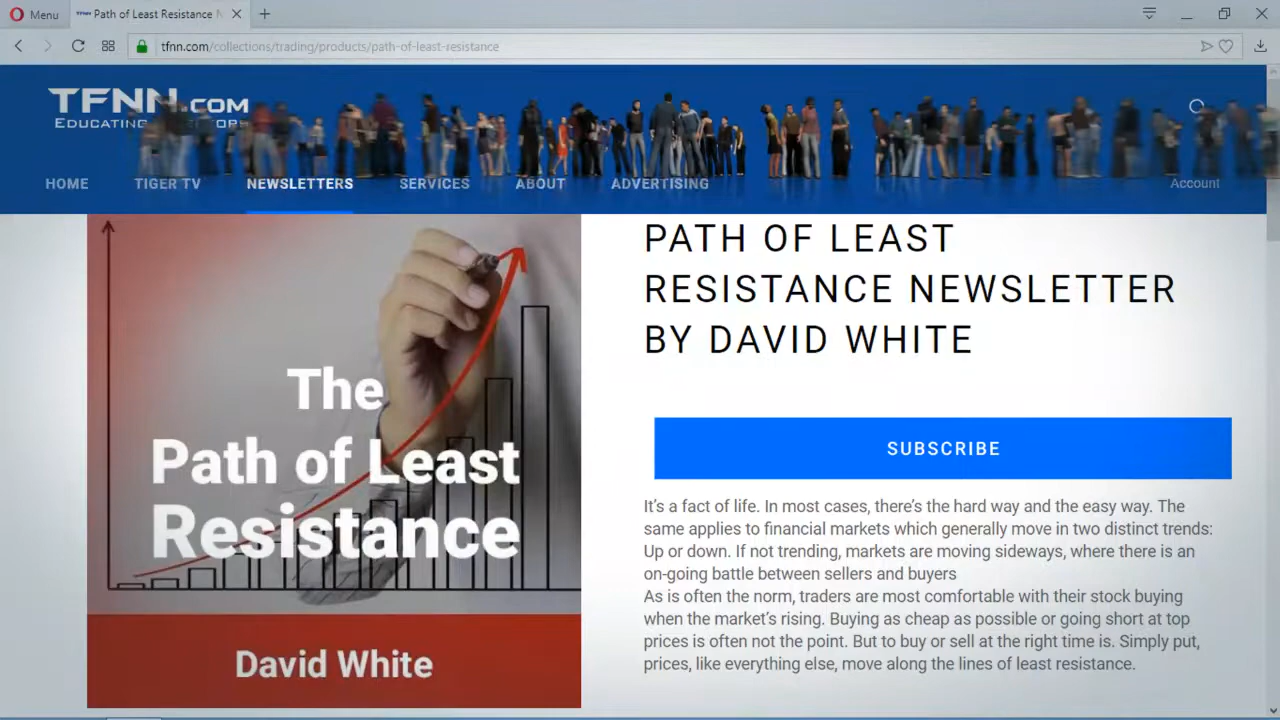 Menu
Path of Least Resistance N
tfnn.com/collections/trading/products/path-of-least-resistance
TFNN.COM
EDUCATING
HOME TIGER TV NEWSLETTERS SERVICES ABOUT ADVERTISING Account
The
Path of Least
Resistance
David White
PATH OF LEAST
RESISTANCE NEWSLETTER
BY DAVID WHITE
SUBSCRIBE
It's a fact of life. In most cases, there's the hard way and the easy way. The
same applies to financial markets which generally move in two distinct trends:
Up or down. If not trending, markets are moving sideways, where there is an
on-going battle between sellers and buyers
As is often the norm, traders are most comfortable with their stock buying
when the market's rising. Buying as cheap as possible or going short at top
prices is often not the point. But to buy or sell at the right time is. Simply put,
prices, like everything else, move along the lines of least resistance.